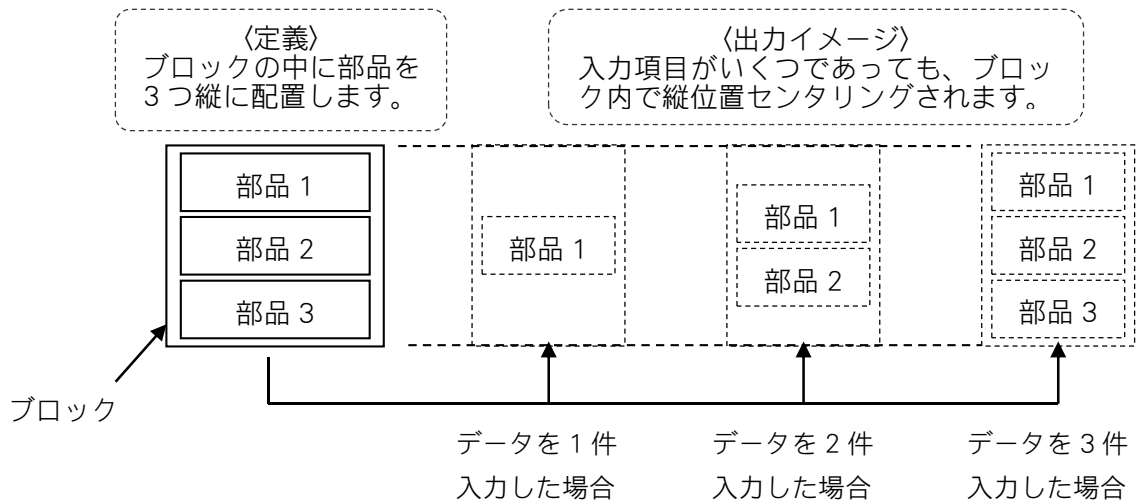 〈定義〉
ブロックの中に部品を
3つ縦に配置します。
〈出力イメージ〉
入力項目がいくつであっても、ブロッ
ク内で縦位置センタリングされます。
部品 1
部品 2
部品 3
部品 1
部品 1
部品 2
部品 1
部品 2
部品 3
ブロック
データを 1 件
入力した場合
データを 2 件
入力した場合
データを 3 件
入力した場合